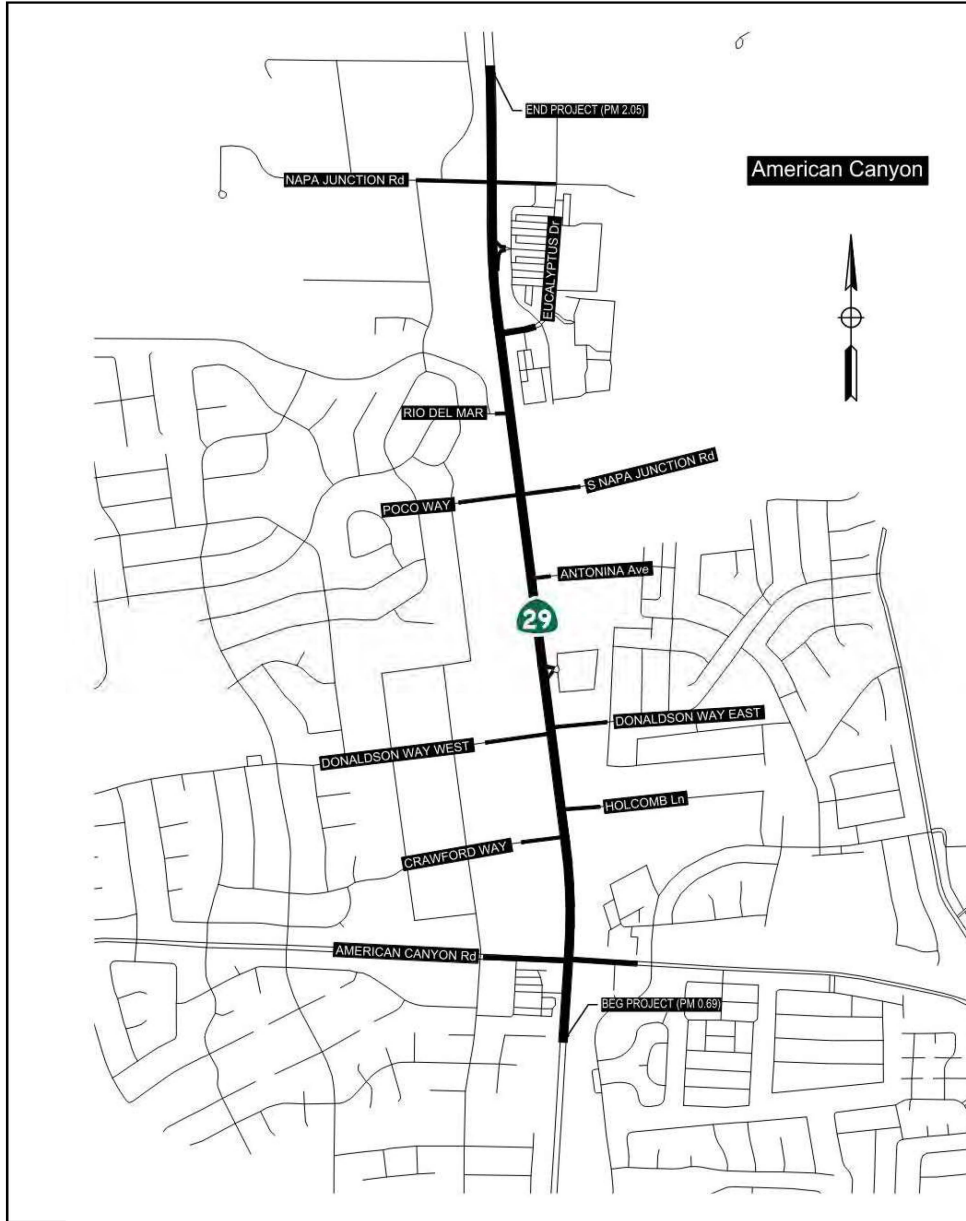 END PROJECT (PM 2.05)
American Canyon
NAPA JUNCTION Rd
EUCALYPTUS Dr
RIO DEL MAR
S NAPA JUNCTION Rd
POCO WAY
ANTONINA Ave
29
DONALDSON WAY EAST
DONALDSON WAY WEST
HOLCOMB Ln
CRAWFORD WAY
AMERICAN CANYON Rd
BEG PROJECT (PM 0.69)